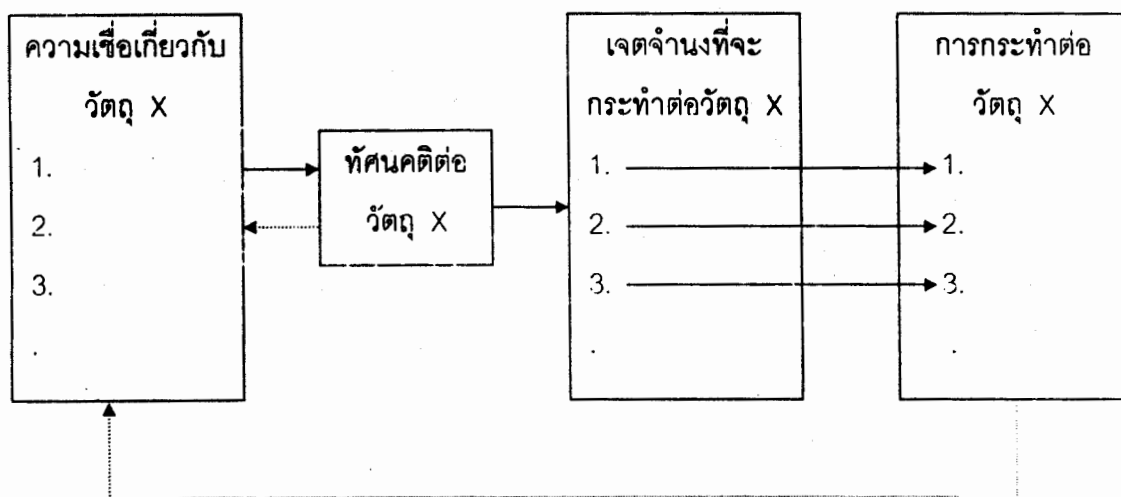 ความเชื่อเกี่ยวกับ
วัตถุ X
1.
2.
3.
.
ทัศนคติต่อ
วัตถุ X
เจตจำนงที่จะ
กระทำต่อวัตถุ X
1.
2.
3.
.
การกระทำต่อ
วัตถุ X
1.
2.
3.
.